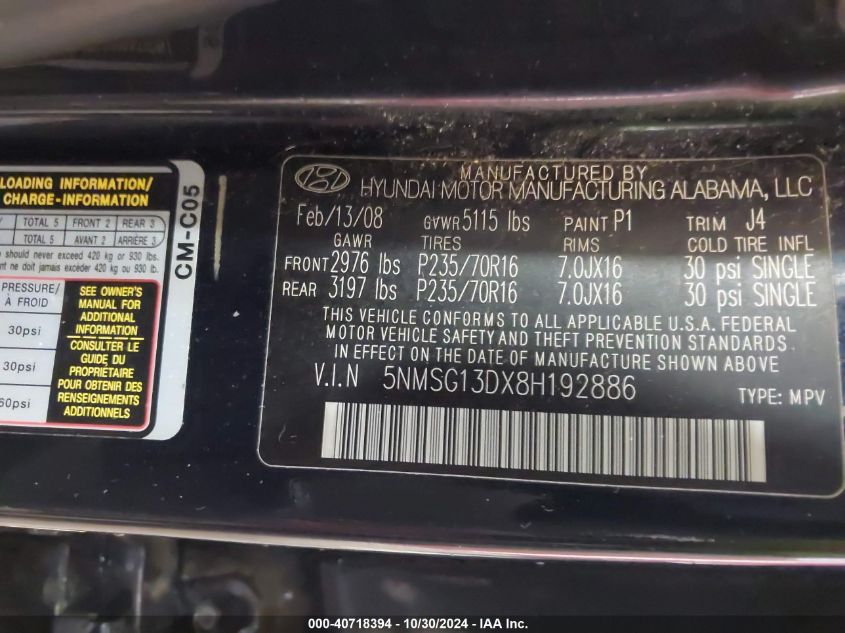 LOADING INFORMATION/
CHARGE-INFORMATION
TOTAL 5 FRONT 2 REAR 3
TOTAL 5 AVANT 2 ARRIÈRE 3
should never exceed 420 kg or 930 lb.
ne doit jamais excéder 420 kg ou 930 lb.
PRESSURE/
À FROID
30psi
30psi
60psi
SEE OWNER'S
MANUAL FOR
ADDITIONAL
INFORMATION
CONSULTER LE
GUIDE DU
PROPRIÉTAIRE
POUR OBTENIR DES
RENSEIGNEMENTS
ADDITIONNELS
CM-C05
MANUFACTURED BY
HYUNDAI MOTOR MANUFACTURING ALABAMA, LLC
Feb/13/08 GVWR 5115 lbs PAINT P1 TRIM J4
GAWR TIRES RIMS COLD TIRE INFL
FRONT 2976 lbs P235/70R16 7.0JX16 30 psi SINGLE
REAR 3197 lbs P235/70R16 7.0JX16 30 psi SINGLE
THIS VEHICLE CONFORMS TO ALL APPLICABLE U.S.A. FEDERAL
MOTOR VEHICLE SAFETY AND THEFT PREVENTION STANDARDS
IN EFFECT ON THE DATE OF MANUFACTURE SHOWN ABOVE
V.I.N 5NMSG13DX8H192886
TYPE: MPV
000-40718394 - 10/30/2024 - IAA Inc.